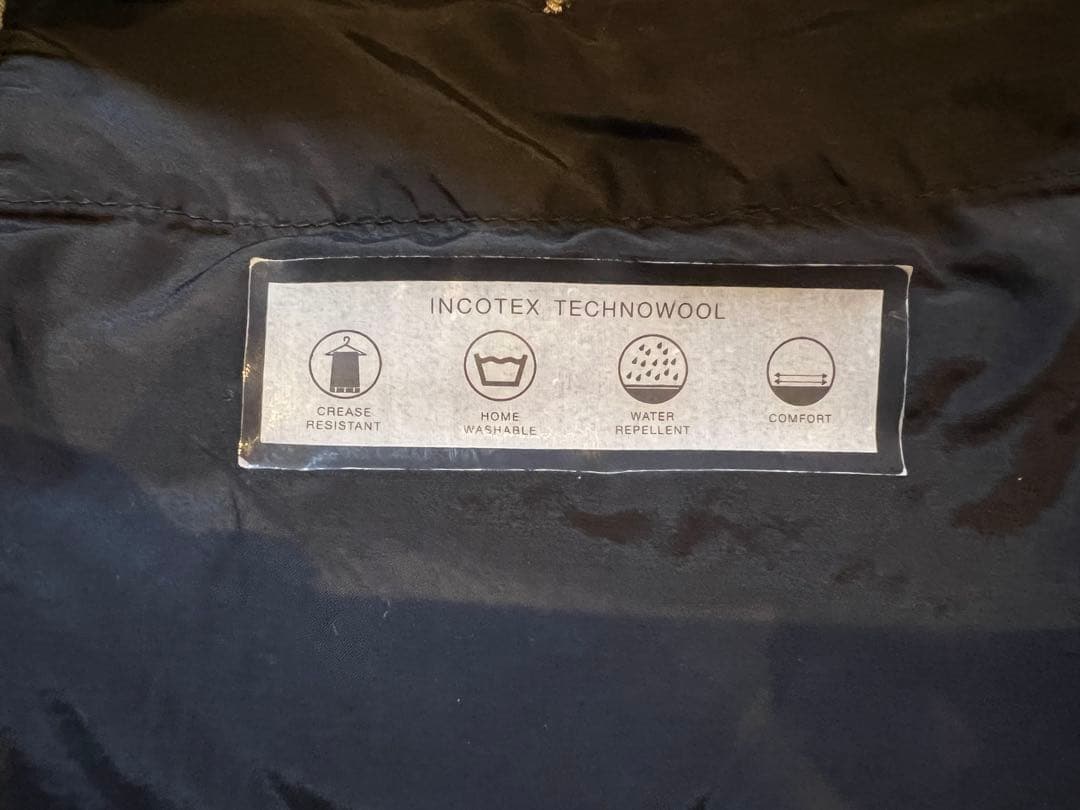 INCOTEX TECHNOWOOL
CREASE
RESISTANT
HOME
WASHABLE
WATER
REPELLENT
COMFORT